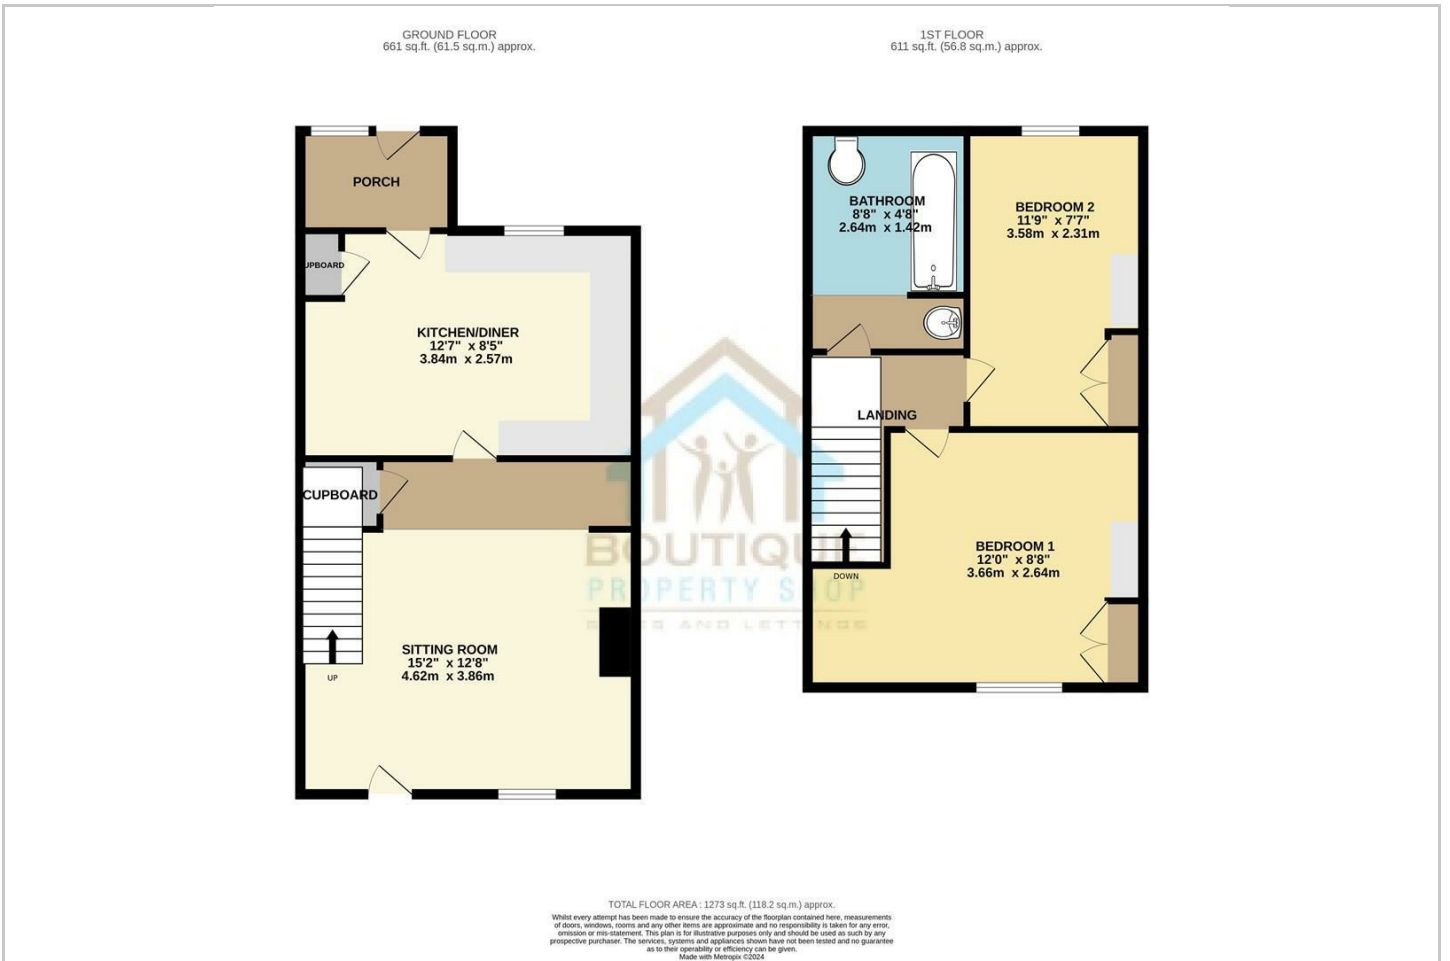 GROUND FLOOR
661 sq.ft. (61.5 sq.m.) approx.
1ST FLOOR
611 sq.ft. (56.8 sq.m.) approx.
PORCH
UPBOARD
KITCHEN/DINER
12'7" x 8'5"
3.84m x 2.57m
CUPBOARD
UP
SITTING ROOM
15'2" x 12'8"
4.62m x 3.86m
BATHROOM
8'8" x 4'8"
2.64m x 1.42m
BEDROOM 2
11'9" x 7'7"
3.58m x 2.31m
LANDING
DOWN
BEDROOM 1
12'0" x 8'8"
3.66m x 2.64m
BOUTIQUE
PROPERTY SHOP
SALES AND LETTINGS
TOTAL FLOOR AREA : 1273 sq.ft. (118.2 sq.m.) approx.
Whilst every attempt has been made to ensure the accuracy of the floorplan contained here, measurements
of doors, windows, rooms and any other items are approximate and no responsibility is taken for any error,
omission or mis-statement. This plan is for illustrative purposes only and should be used as such by any
prospective purchaser. The services, systems and appliances shown have not been tested and no guarantee
as to their operability or efficiency can be given.
Made with Metropix ©2024